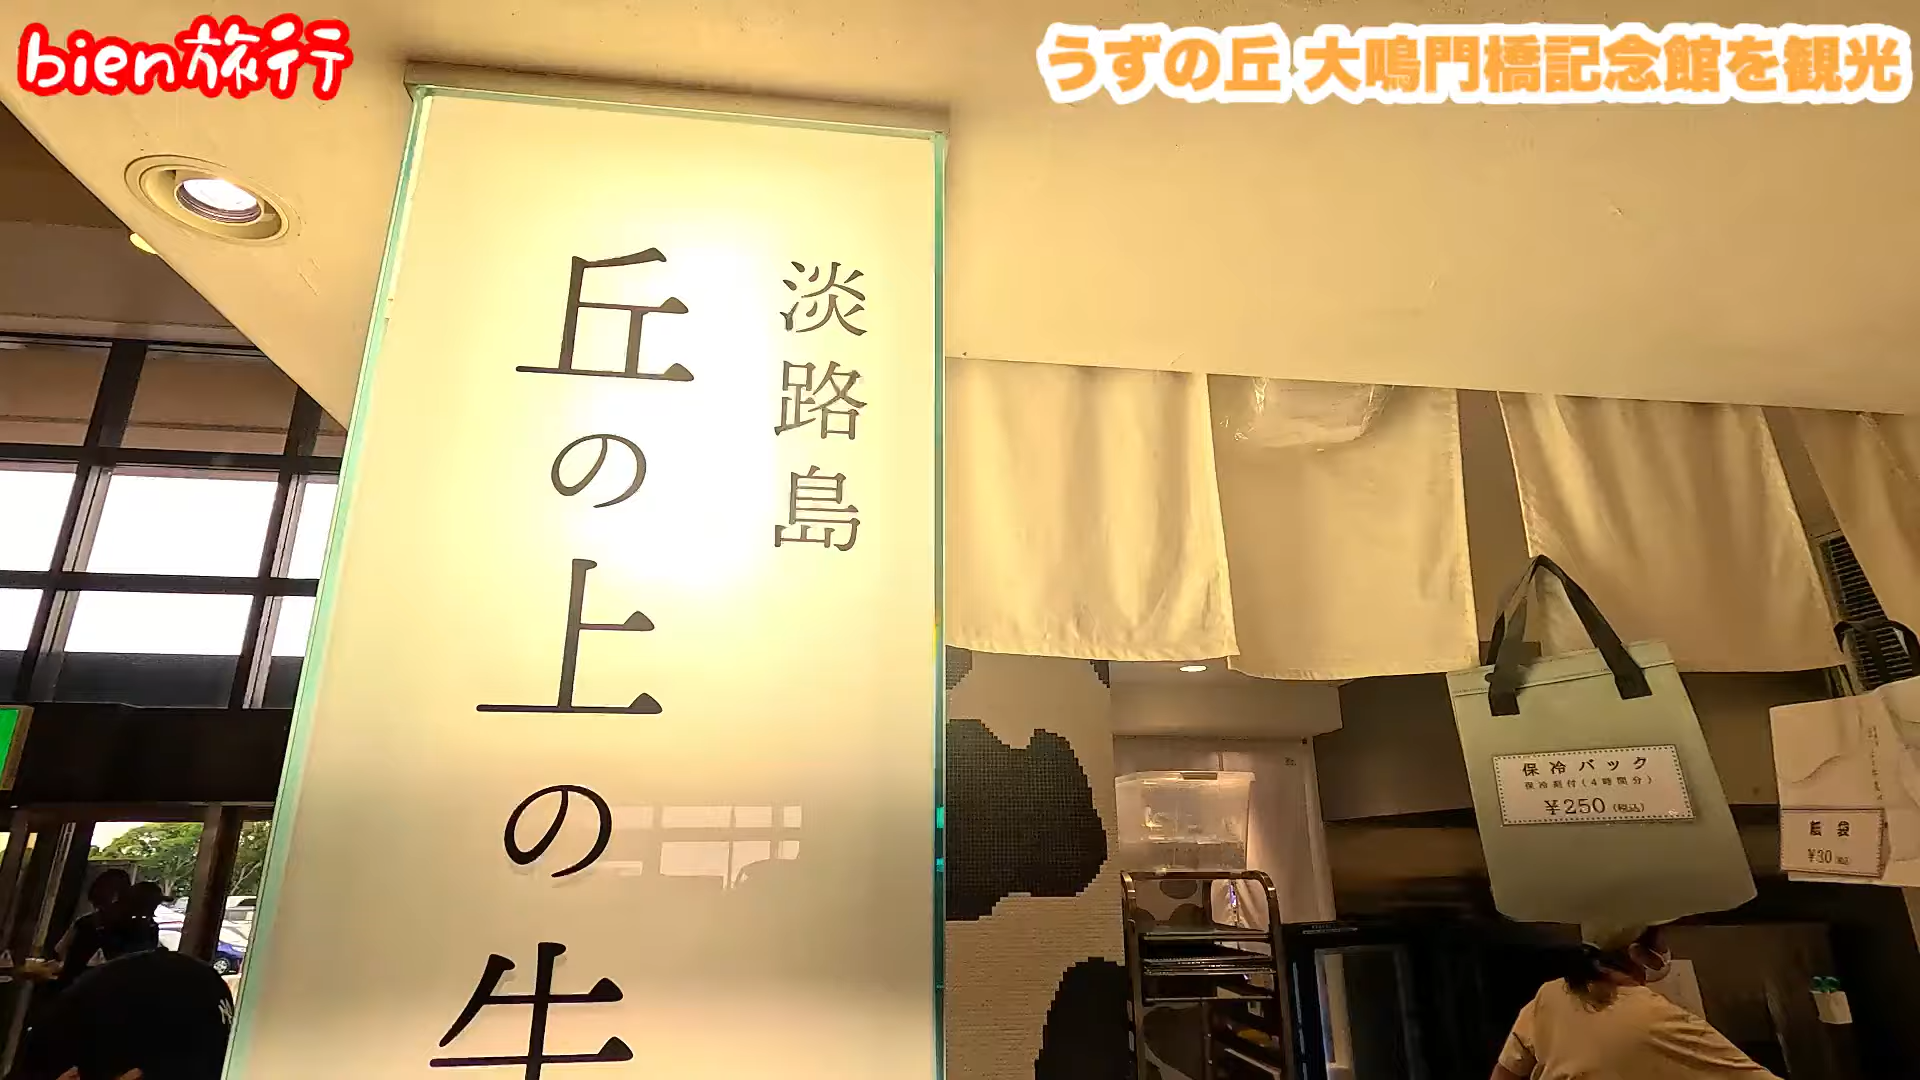 bien旅行
うずの丘 大鳴門橋記念館を観光
淡路島
丘の上の牛
保冷バック
保冷剤付(4時間分)
¥250(税込)
紙袋
¥30